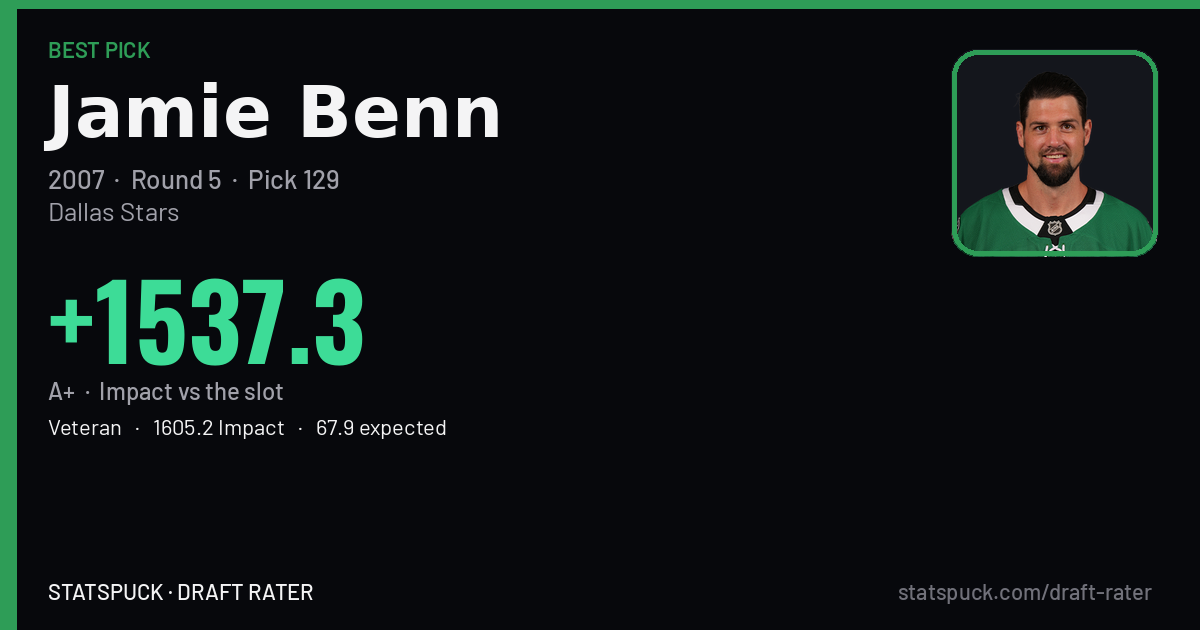 BEST PICK
Jamie Benn
2007 · Round 5 · Pick 129
Dallas Stars
+1537.3
A+ · Impact vs the slot
Veteran · 1605.2 Impact · 67.9 expected
STATSPUCK · DRAFT RATER
statspuck.com/draft-rater